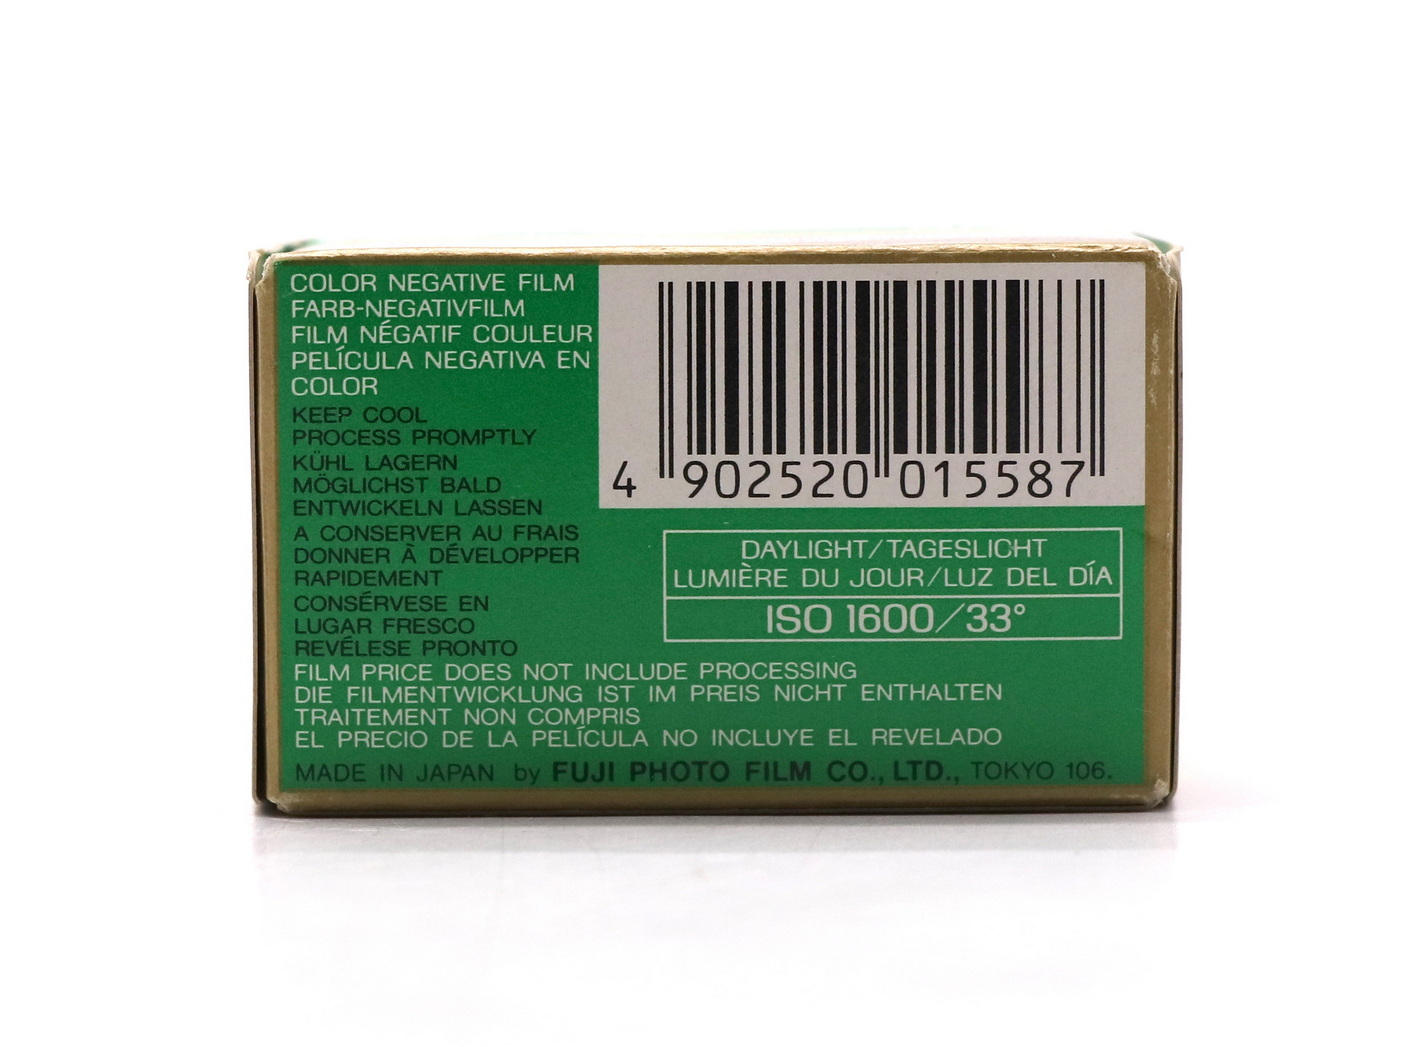 COLOR NEGATIVE FILM
FARB-NEGATIVFILM
FILM NÉGATIF COULEUR
PELÍCULA NEGATIVA EN
COLOR
KEEP COOL
PROCESS PROMPTLY
KÜHL LAGERN
MÖGLICHST BALD
ENTWICKELN LASSEN
A CONSERVER AU FRAIS
DONNER À DÉVELOPPER
RAPIDEMENT
CONSÉRVESE EN
LUGAR FRESCO
REVÉLESE PRONTO
4 902520 015587
DAYLIGHT/TAGESLICHT
LUMIÈRE DU JOUR/LUZ DEL DÍA
ISO 1600/33°
FILM PRICE DOES NOT INCLUDE PROCESSING
DIE FILMENTWICKLUNG IST IM PREIS NICHT ENTHALTEN
TRAITEMENT NON COMPRIS
EL PRECIO DE LA PELÍCULA NO INCLUYE EL REVELADO
MADE IN JAPAN by FUJI PHOTO FILM CO., LTD., TOKYO 106.